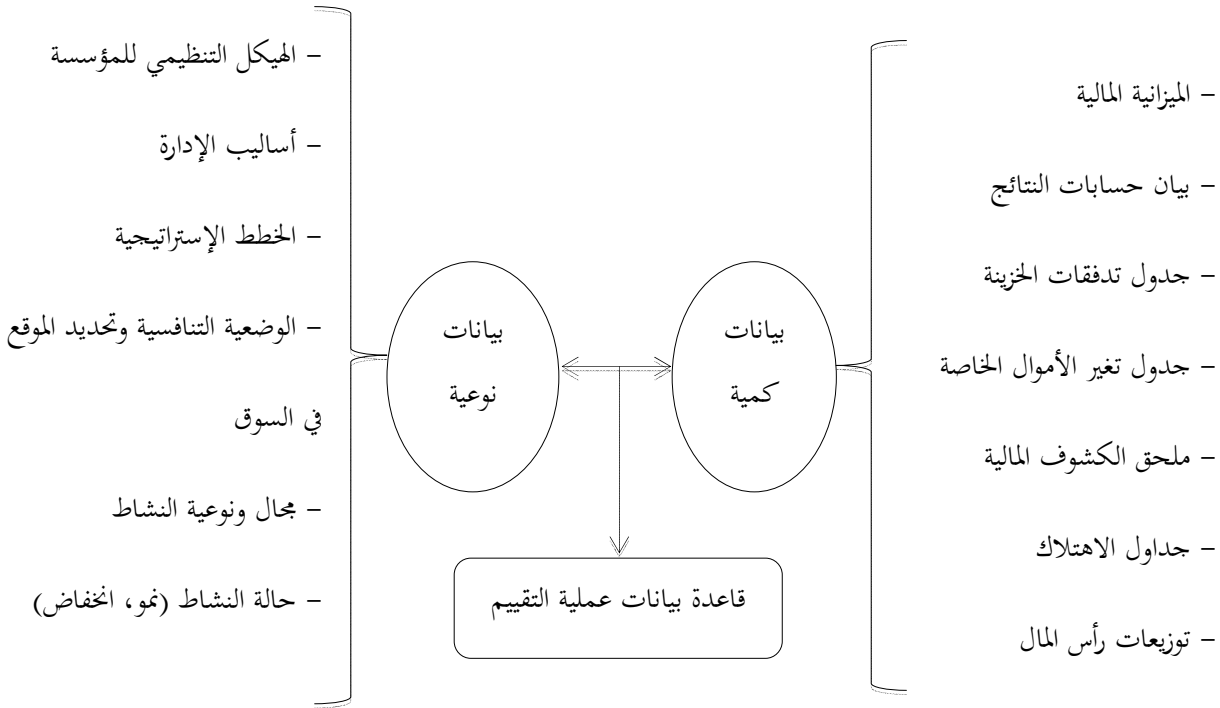 – الميزانية المالية
– بيان حسابات النتائج
– جدول تدفقات الخزينة
– جدول تغير الأموال الخاصة
– ملحق الكشوف المالية
– جداول الاهتلاك
– توزيعات رأس المال
بيانات
كمية
بيانات
نوعية
– الهيكل التنظيمي للمؤسسة
– أساليب الإدارة
– الخطط الإستراتيجية
– الوضعية التنافسية وتحديد الموقع
في السوق
– مجال ونوعية النشاط
– حالة النشاط (نمو، انخفاض)
قاعدة بيانات عملية التقييم